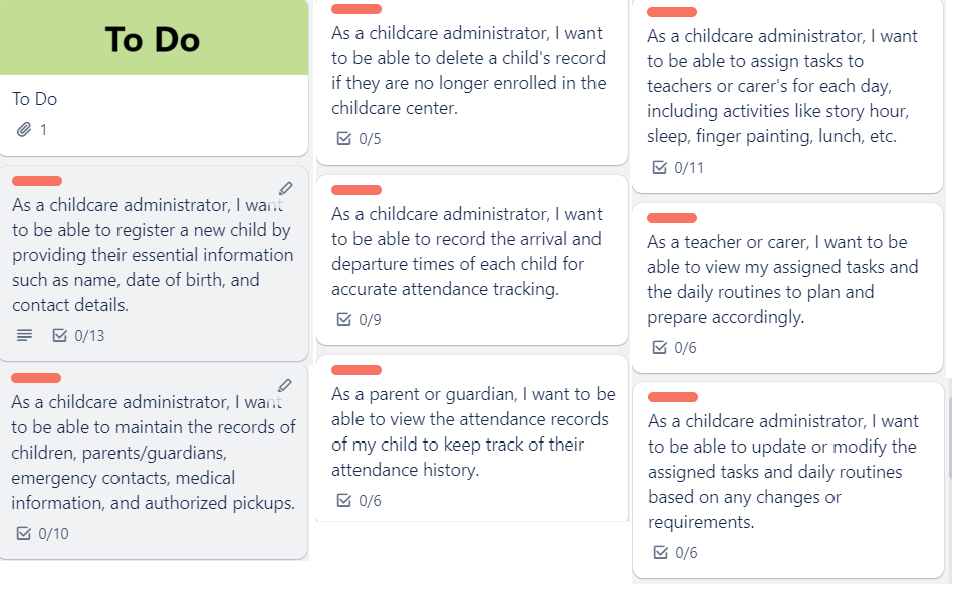 To Do
To Do
1
As a childcare administrator, I want
to be able to register a new child by
providing their essential information
such as name, date of birth, and
contact details.
0/13
As a childcare administrator, I want
to be able to maintain the records of
children, parents/guardians,
emergency contacts, medical
information, and authorized pickups.
0/10
As a childcare administrator, I want
to be able to delete a child's record
if they are no longer enrolled in the
childcare center.
0/5
As a childcare administrator, I want
to be able to record the arrival and
departure times of each child for
accurate attendance tracking.
0/9
As a parent or guardian, I want to be
able to view the attendance records
of my child to keep track of their
attendance history.
0/6
As a childcare administrator, I want
to be able to assign tasks to
teachers or carer's for each day,
including activities like story hour,
sleep, finger painting, lunch, etc.
0/11
As a teacher or carer, I want to be
able to view my assigned tasks and
the daily routines to plan and
prepare accordingly.
0/6
As a childcare administrator, I want
to be able to update or modify the
assigned tasks and daily routines
based on any changes or
requirements.
0/6